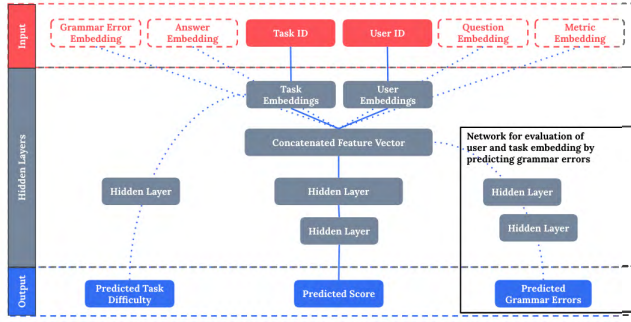 Input
Grammar Error
Embedding
Answer
Embedding
Task ID
User ID
Question
Embedding
Metric
Embedding
Hidden Layers
Task
Embeddings
User
Embeddings
Concatenated Feature Vector
Network for evaluation of
user and task embedding by
predicting grammar errors
Hidden Layer
Hidden Layer
Hidden Layer
Hidden Layer
Hidden Layer
Output
Predicted Task
Difficulty
Predicted Score
Predicted
Grammar Errors